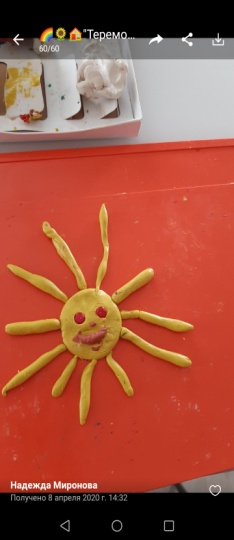 🌈🌻🏠"Теремо...
60/60
Надежда Миронова
Получено 8 апреля 2020 г. 14:32